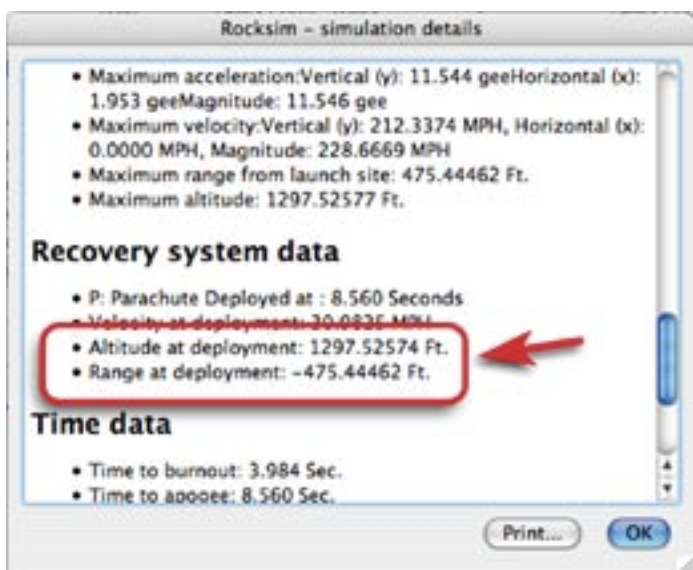 Rocksim – simulation details
• Maximum acceleration:Vertical (y): 11.544 geeHorizontal (x):
1.953 geeMagnitude: 11.546 gee
• Maximum velocity:Vertical (y): 212.3374 MPH, Horizontal (x):
0.0000 MPH, Magnitude: 228.6669 MPH
• Maximum range from launch site: 475.44462 Ft.
• Maximum altitude: 1297.52577 Ft.
Recovery system data
• P: Parachute Deployed at : 8.560 Seconds
• Velocity at deployment: MPH
• Altitude at deployment: 1297.52574 Ft.
• Range at deployment: -475.44462 Ft.
Time data
• Time to burnout: 3.984 Sec.
• Time to apogee: 8.560 Sec.
Print...
OK